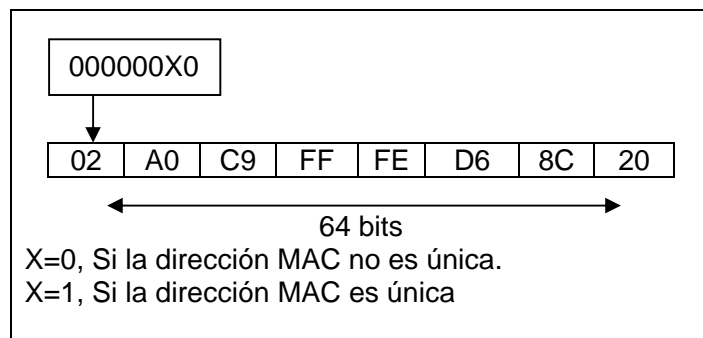 000000X0
02 A0 C9 FF FE D6 8C 20
64 bits
X=0, Si la dirección MAC no es única.
X=1, Si la dirección MAC es única